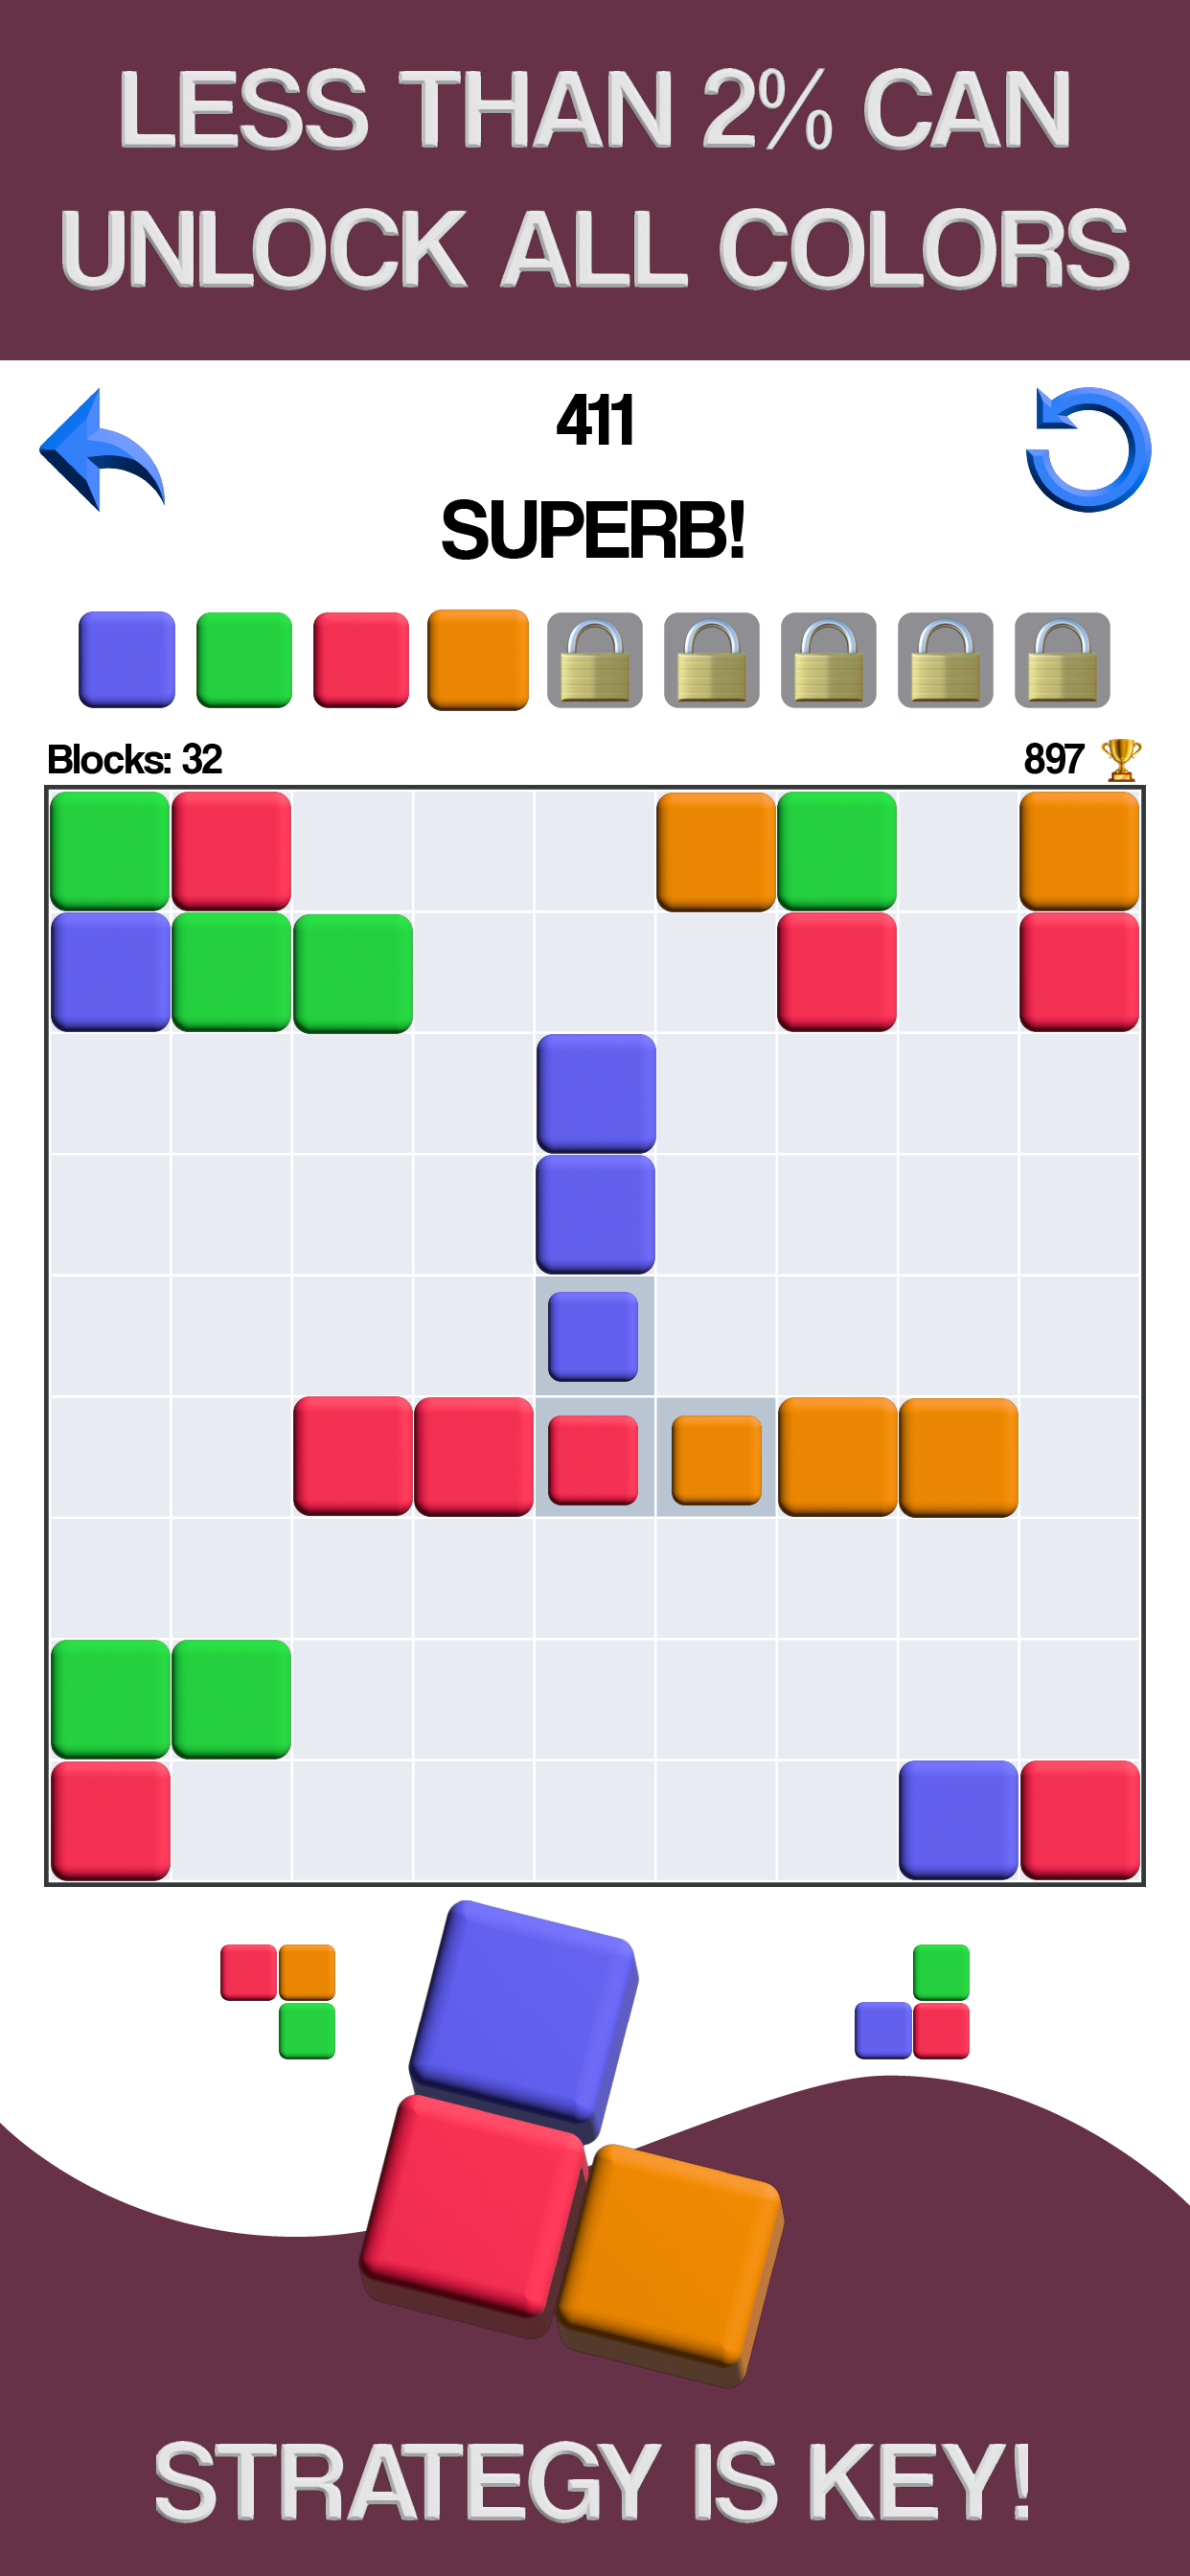 LESS THAN 2% CAN
UNLOCK ALL COLORS
411
SUPERB!
Blocks: 32
897
STRATEGY IS KEY!